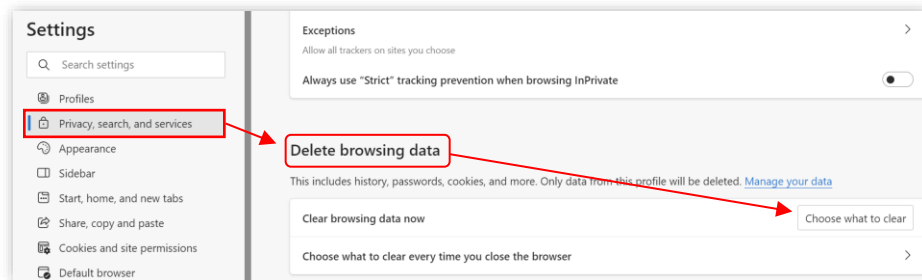 Settings
Search settings
Profiles
Privacy, search, and services
Appearance
Sidebar
Start, home, and new tabs
Share, copy and paste
Cookies and site permissions
Default browser
Exceptions
Allow all trackers on sites you choose
Always use "Strict" tracking prevention when browsing InPrivate
Delete browsing data
This includes history, passwords, cookies, and more. Only data from this profile will be deleted. Manage your data
Clear browsing data now
Choose what to clear
Choose what to clear every time you close the browser